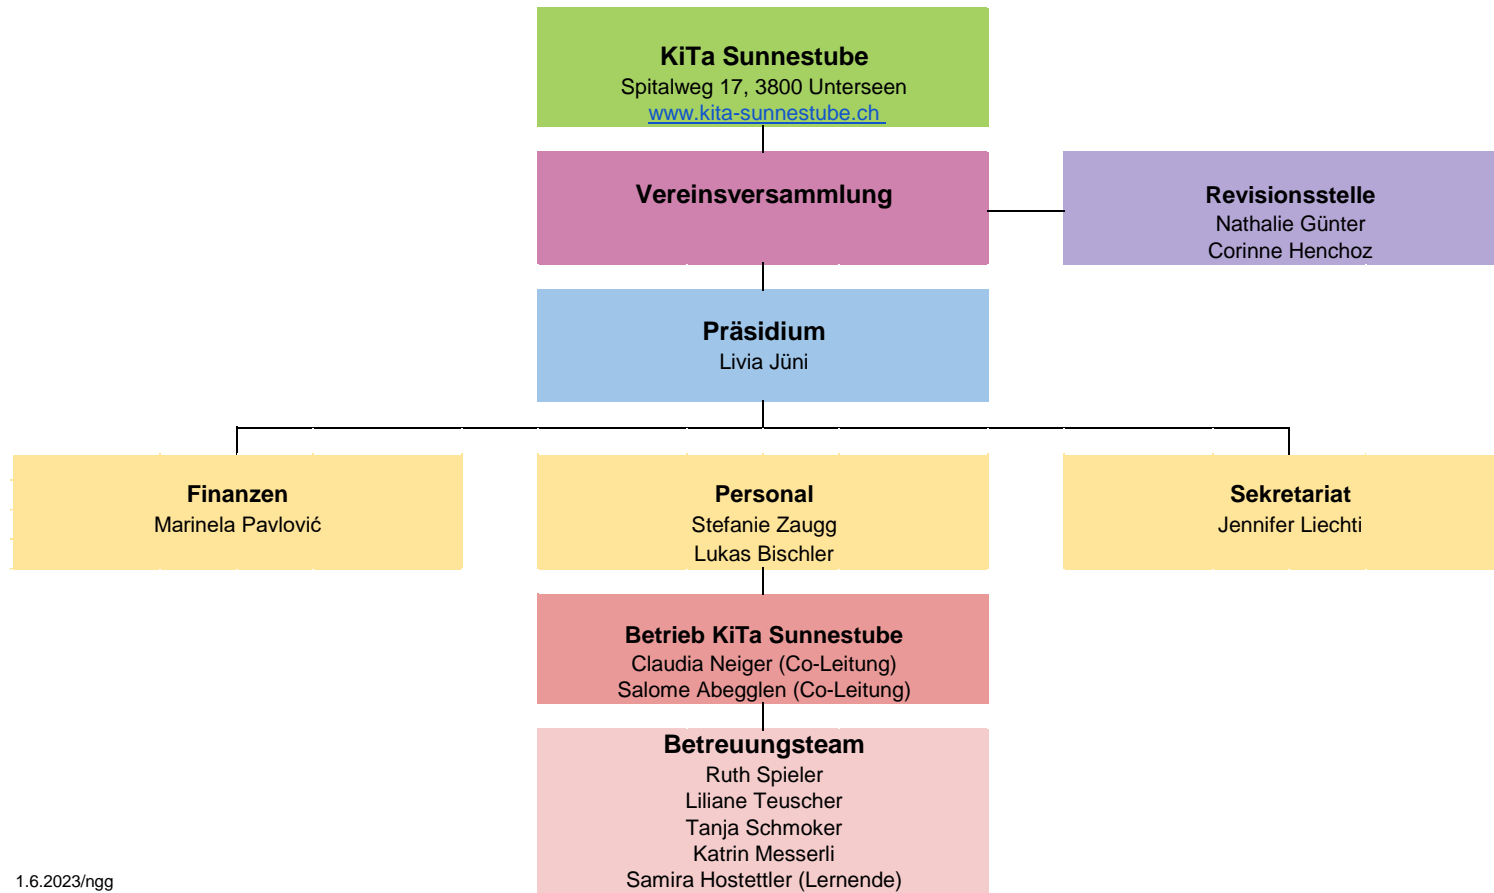 KiTa Sunnestube
Spitalweg 17, 3800 Unterseen
www.kita-sunnestube.ch
Vereinsversammlung
Revisionsstelle
Nathalie Günter
Corinne Henchoz
Präsidium
Livia Jüni
Finanzen
Marinela Pavlović
Personal
Stefanie Zaugg
Lukas Bischler
Sekretariat
Jennifer Liechti
Betrieb KiTa Sunnestube
Claudia Neiger (Co-Leitung)
Salome Abegglen (Co-Leitung)
Betreuungsteam
Ruth Spieler
Liliane Teuscher
Tanja Schmoker
Katrin Messerli
Samira Hostettler (Lernende)
1.6.2023/ngg